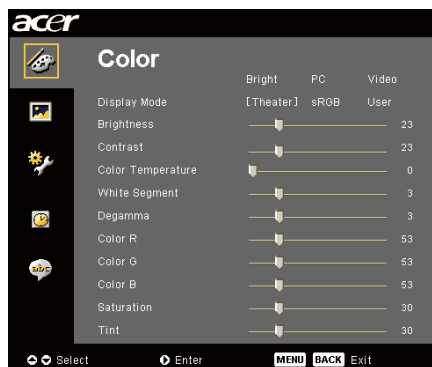 acer
Color
Bright PC Video
Display Mode [Theater] sRGB User
Brightness 23
Contrast 23
Color Temperature 0
White Segment 3
Degamma 3
Color R 53
Color G 53
Color B 53
Saturation 30
Tint 30
abc
Select Enter MENU BACK Exit